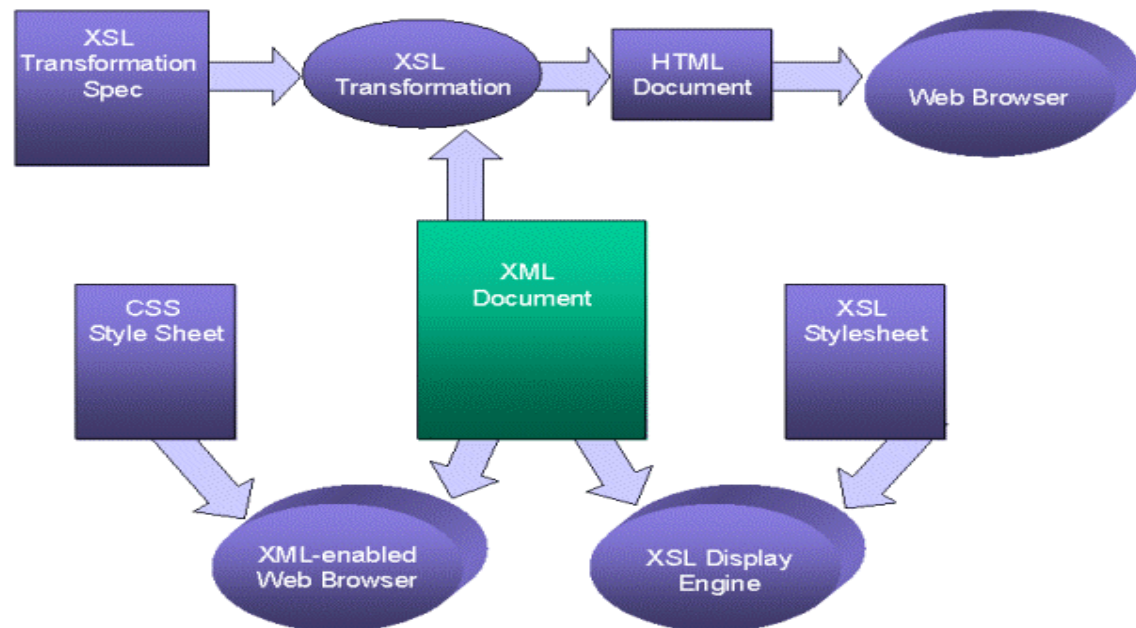 XSL
Transformation
Spec
XSL
Transformation
HTML
Document
Web Browser
XML
Document
CSS
Style Sheet
XSL
Stylesheet
XML-enabled
Web Browser
XSL Display
Engine